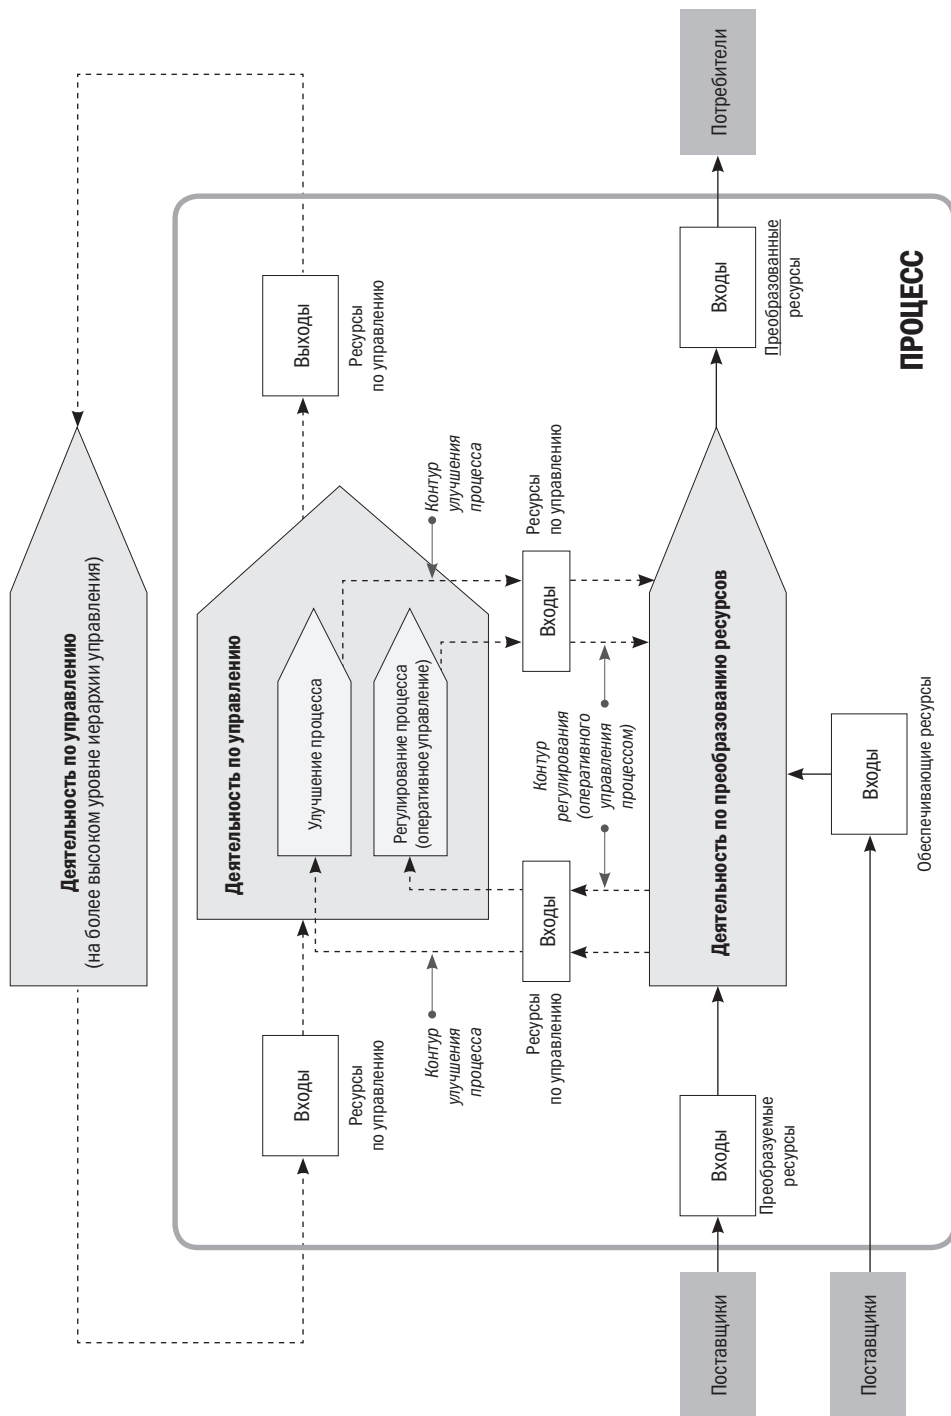 Деятельность по управлению
(на более высоком уровне иерархии управления)
ПРОЦЕСС
Входы
Ресурсы
по управлению
Деятельность по управлению
Улучшение процесса
Регулирование процесса
(оперативное управление)
Выходы
Ресурсы
по управлению
Контур
улучшения
процесса
Контур
улучшения
процесса
Ресурсы
по управлению
Входы
Контур
регулирования
(оперативного
управления
процессом)
Входы
Ресурсы
по управлению
Поставщики
Входы
Преобразуемые
ресурсы
Деятельность по преобразованию ресурсов
Входы
Преобразованные
ресурсы
Потребители
Поставщики
Входы
Обеспечивающие ресурсы